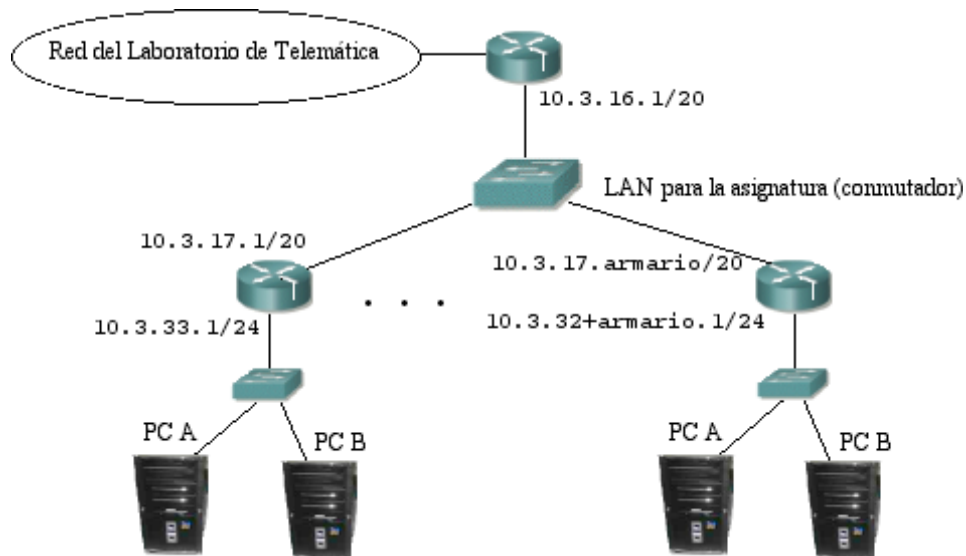 Red del Laboratorio de Telemática
10.3.16.1/20
LAN para la asignatura (conmutador)
10.3.17.1/20
10.3.17.armario/20
. . .
10.3.33.1/24
10.3.32+armario.1/24
PC A
PC B
PC A
PC B